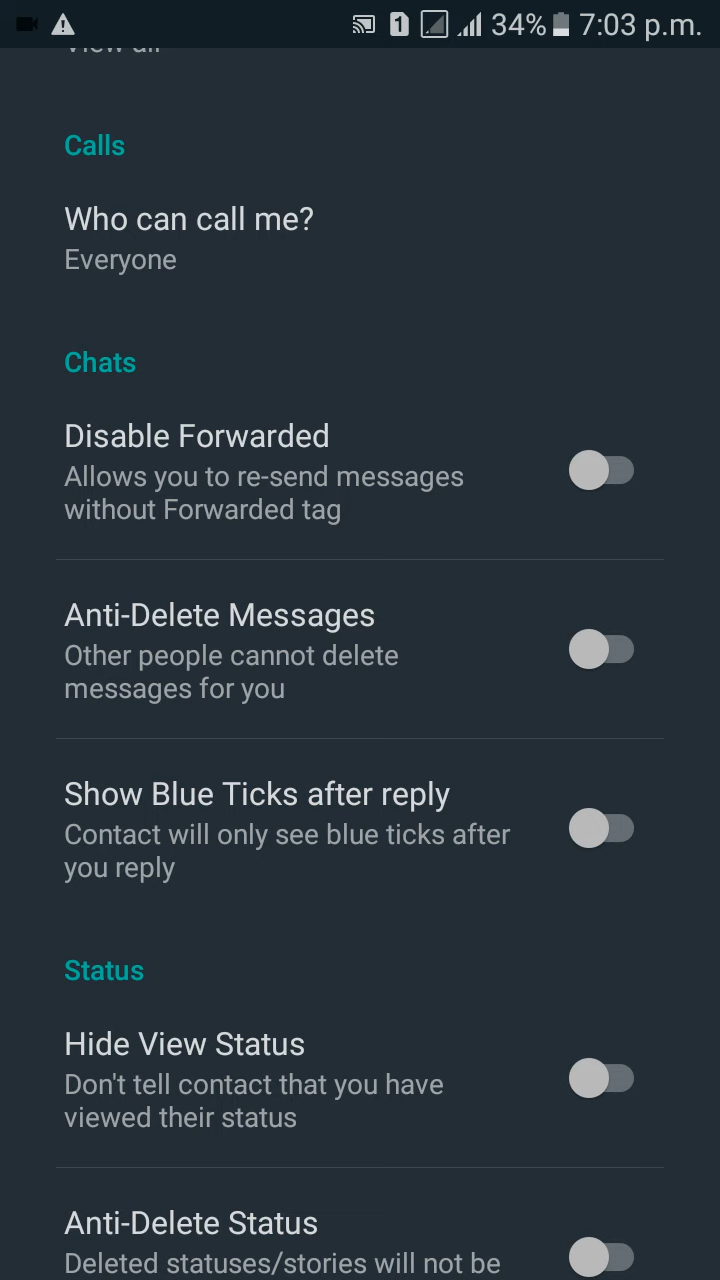 1 34% 7:03 p.m.
View all
Calls
Who can call me?
Everyone
Chats
Disable Forwarded
Allows you to re-send messages
without Forwarded tag
Anti-Delete Messages
Other people cannot delete
messages for you
Show Blue Ticks after reply
Contact will only see blue ticks after
you reply
Status
Hide View Status
Don't tell contact that you have
viewed their status
Anti-Delete Status
Deleted statuses/stories will not be